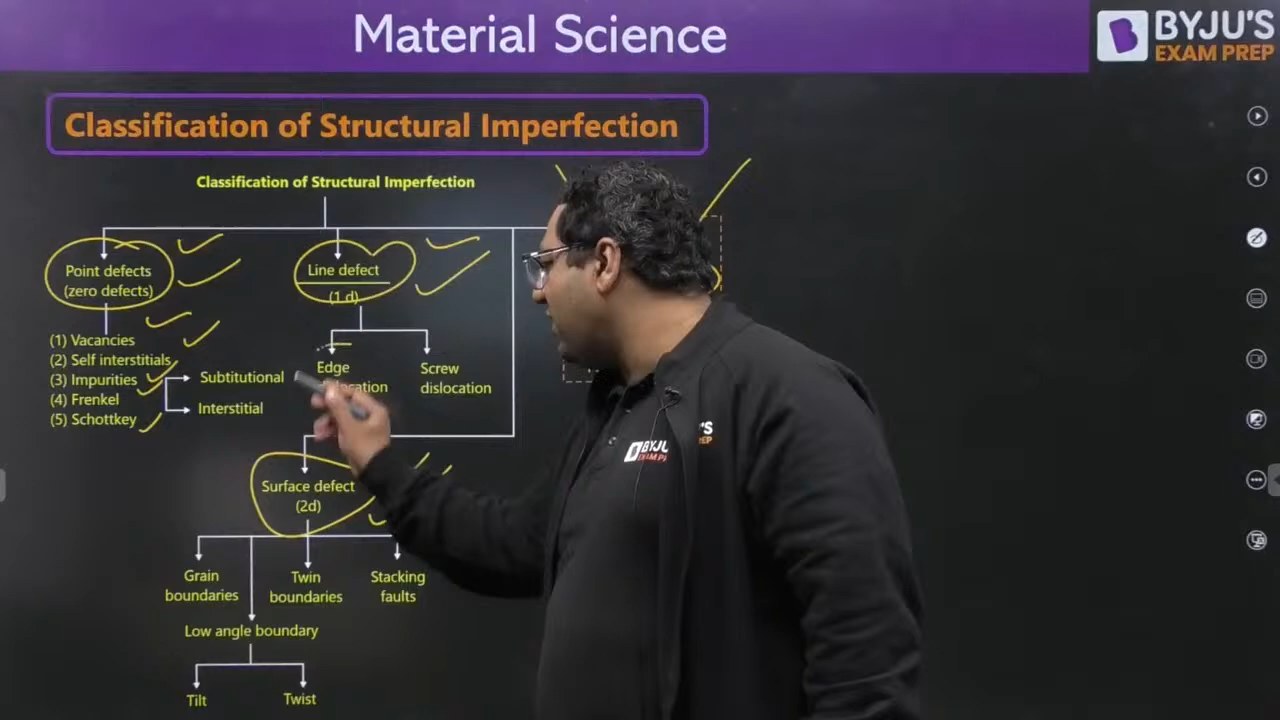 Material Science
BYJU'S
EXAM PREP
Classification of Structural Imperfection
Classification of Structural Imperfection
Point defects
(zero defects)
Line defect
(1 d)
(1) Vacancies
(2) Self interstitials
(3) Impurities
(4) Frenkel
(5) Schottkey
Subtitutional
Interstitial
Edge
Screw
dislocation
Surface defect
(2d)
Grain
boundaries
Twin
boundaries
Stacking
faults
Low angle boundary
Tilt
Twist